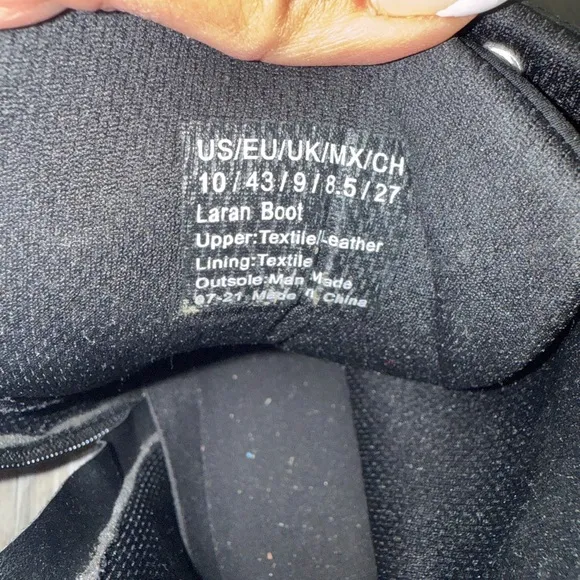 US/EU/UK/MX/CH
10/43/9/8.5/27
Laran Boot
Upper:Textile/Leather
Lining:Textile
Outsole:Man Made
07-21 Made in China